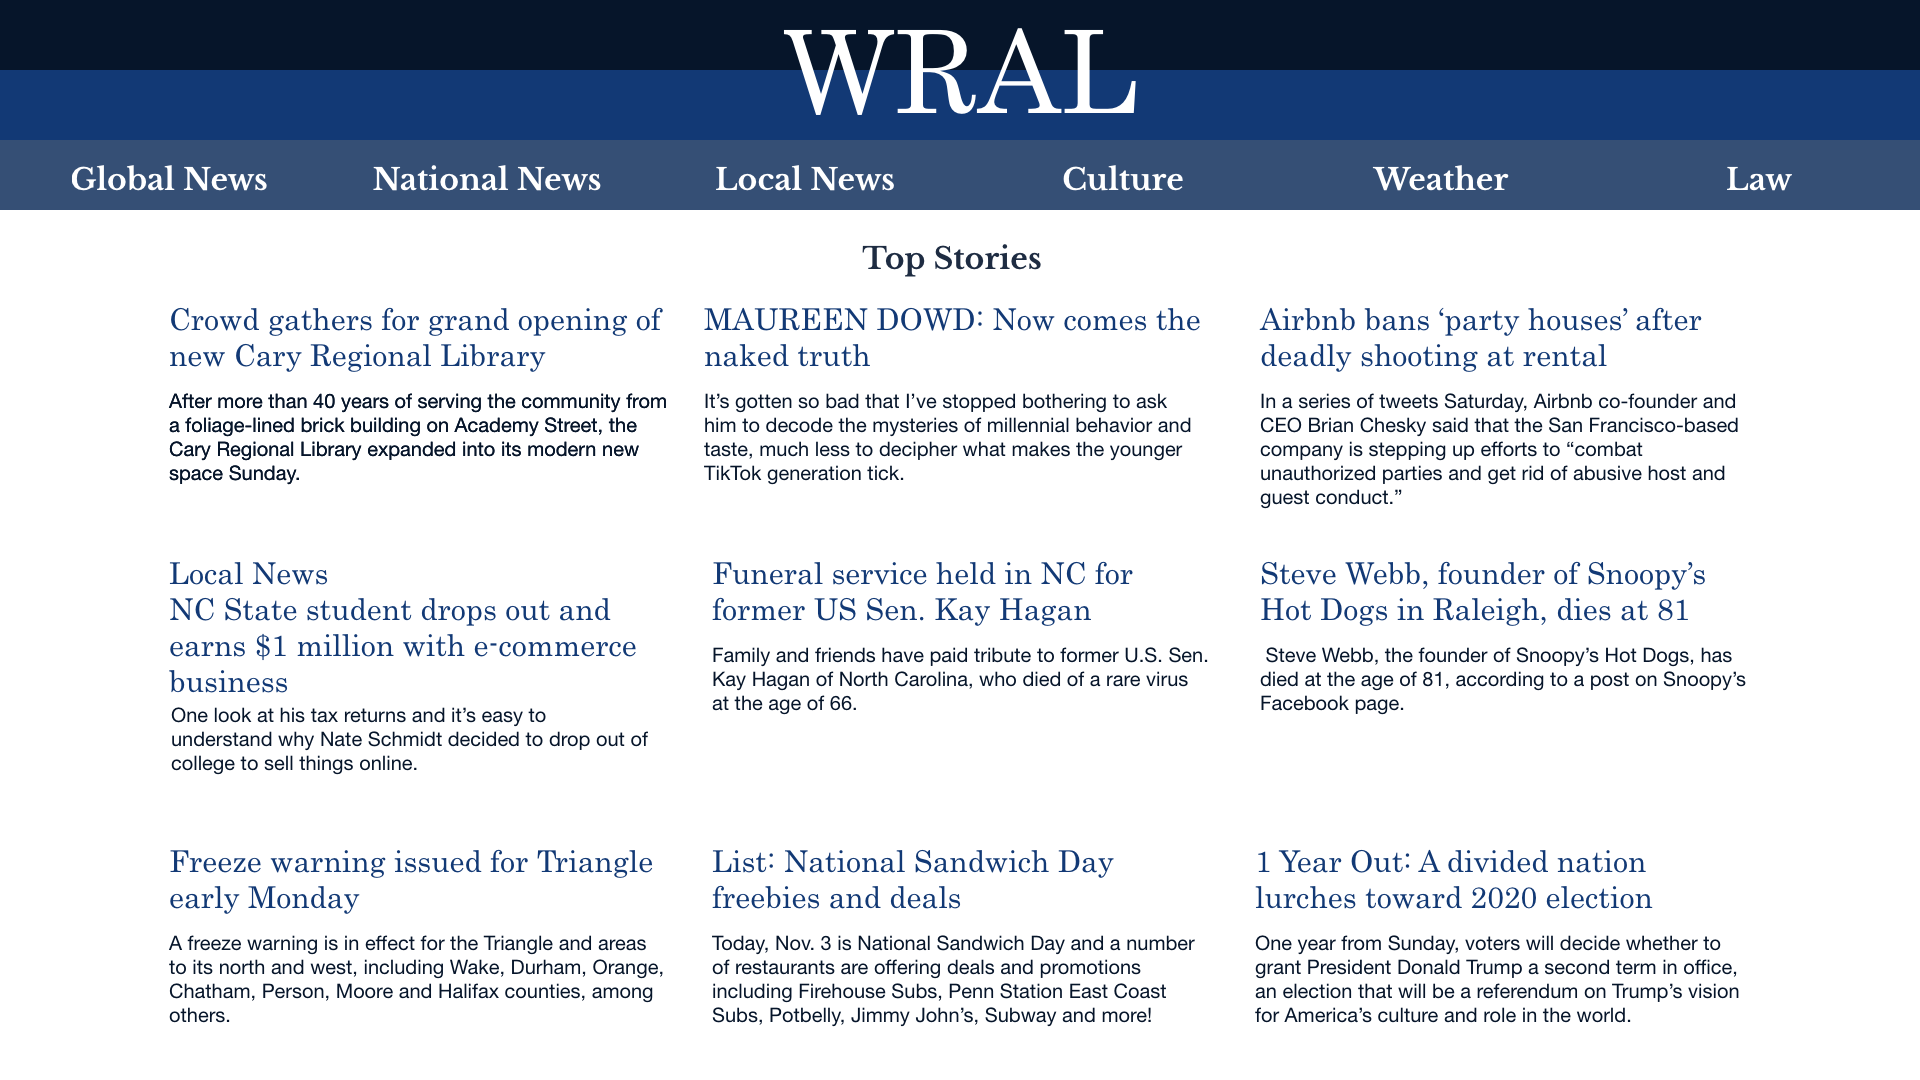 WRAL
Global News
National News
Local News
Culture
Weather
Law
Top Stories
Crowd gathers for grand opening of
new Cary Regional Library
After more than 40 years of serving the community from
a foliage-lined brick building on Academy Street, the
Cary Regional Library expanded into its modern new
space Sunday.
MAUREEN DOWD: Now comes the
naked truth
It’s gotten so bad that I’ve stopped bothering to ask
him to decode the mysteries of millennial behavior and
taste, much less to decipher what makes the younger
TikTok generation tick.
Airbnb bans ‘party houses’ after
deadly shooting at rental
In a series of tweets Saturday, Airbnb co-founder and
CEO Brian Chesky said that the San Francisco-based
company is stepping up efforts to “combat
unauthorized parties and get rid of abusive host and
guest conduct.”
Local News
NC State student drops out and
earns $1 million with e-commerce
business
One look at his tax returns and it’s easy to
understand why Nate Schmidt decided to drop out of
college to sell things online.
Funeral service held in NC for
former US Sen. Kay Hagan
Family and friends have paid tribute to former U.S. Sen.
Kay Hagan of North Carolina, who died of a rare virus
at the age of 66.
Steve Webb, founder of Snoopy’s
Hot Dogs in Raleigh, dies at 81
Steve Webb, the founder of Snoopy’s Hot Dogs, has
died at the age of 81, according to a post on Snoopy’s
Facebook page.
Freeze warning issued for Triangle
early Monday
A freeze warning is in effect for the Triangle and areas
to its north and west, including Wake, Durham, Orange,
Chatham, Person, Moore and Halifax counties, among
others.
List: National Sandwich Day
freebies and deals
Today, Nov. 3 is National Sandwich Day and a number
of restaurants are offering deals and promotions
including Firehouse Subs, Penn Station East Coast
Subs, Potbelly, Jimmy John’s, Subway and more!
1 Year Out: A divided nation
lurches toward 2020 election
One year from Sunday, voters will decide whether to
grant President Donald Trump a second term in office,
an election that will be a referendum on Trump’s vision
for America’s culture and role in the world.